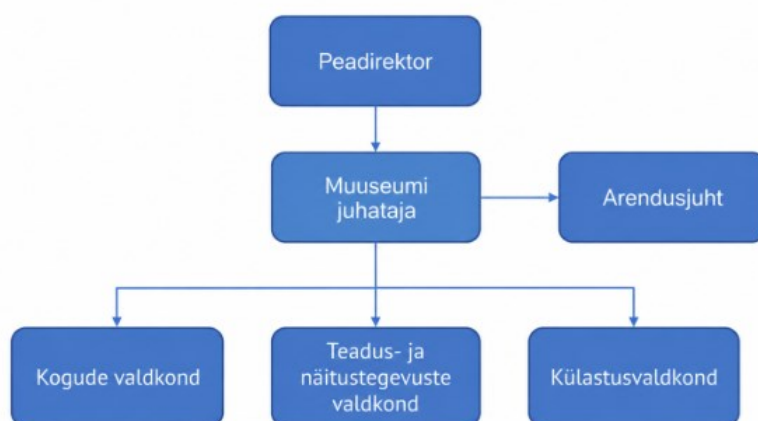 Peadirektor
Muuseumi
juhataja
Arendusjuht
Kogude valdkond
Teadus- ja
näitustegevuste
valdkond
Külastusvaldkond